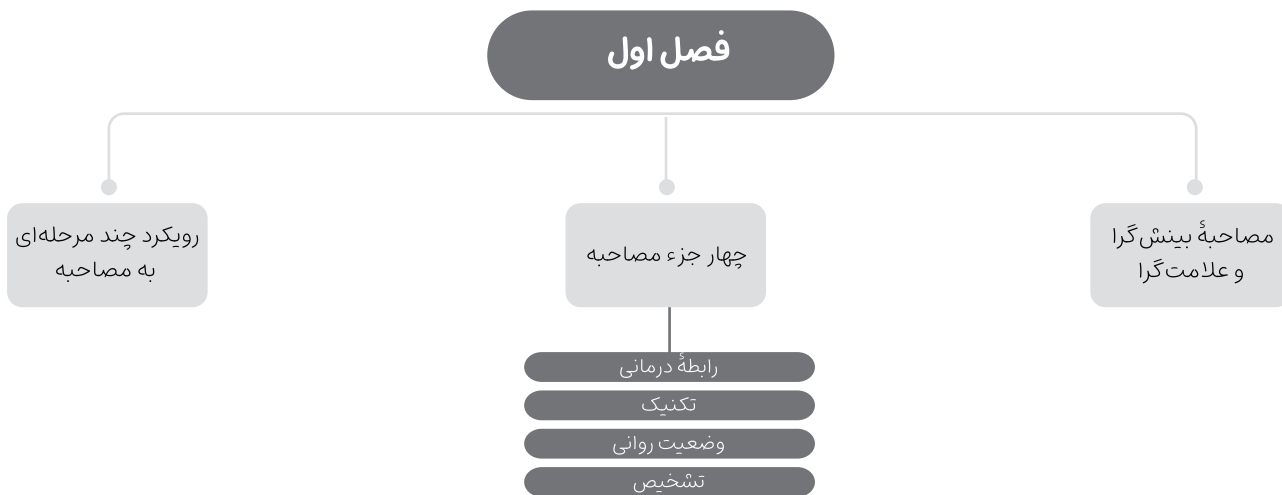 فصل اول
مصاحبهٔ بینش‌گرا
و علامت‌گرا
چهار جزء مصاحبه
رویکرد چند مرحله‌ای
به مصاحبه
رابطهٔ درمانی
تکنیک
وضعیت روانی
تشخیص